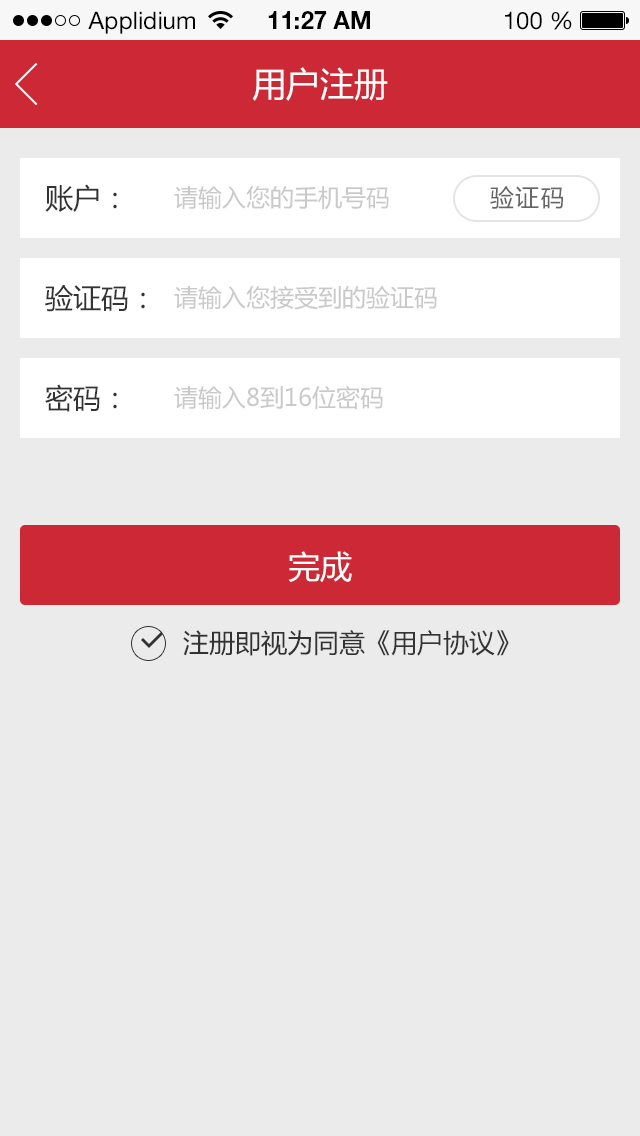 Applidium 11:27 AM 100 %
用户注册
账户： 请输入您的手机号码 验证码
验证码： 请输入您接受到的验证码
密码： 请输入8到16位密码
完成
注册即视为同意《用户协议》